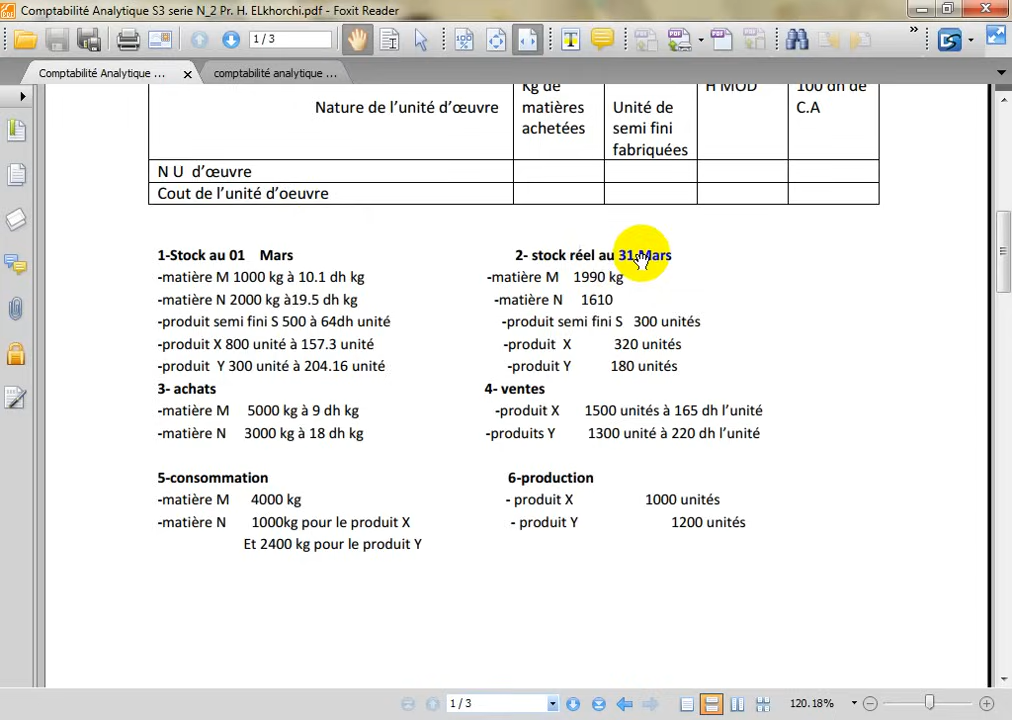 Comptabilité Analytique S3 serie N_2 Pr. H. ELkhorchi.pdf - Foxit Reader
1 / 3
Comptabilité Analytique ...
comptabilité analytique ...
Nature de l'unité d'œuvre
Kg de matières achetées
Unité de semi fini fabriquées
H MOD
100 dh de C.A
N U d'œuvre
Cout de l'unité d'oeuvre
1-Stock au 01 Mars
-matière M 1000 kg à 10.1 dh kg
-matière N 2000 kg à19.5 dh kg
-produit semi fini S 500 à 64dh unité
-produit X 800 unité à 157.3 unité
-produit Y 300 unité à 204.16 unité
2- stock réel au 31 Mars
-matière M 1990 kg
-matière N 1610
-produit semi fini S 300 unités
-produit X 320 unités
-produit Y 180 unités
3- achats
-matière M 5000 kg à 9 dh kg
-matière N 3000 kg à 18 dh kg
4- ventes
-produit X 1500 unités à 165 dh l'unité
-produits Y 1300 unité à 220 dh l'unité
5-consommation
-matière M 4000 kg
-matière N 1000kg pour le produit X
Et 2400 kg pour le produit Y
6-production
- produit X 1000 unités
- produit Y 1200 unités
1 / 3
120.18%